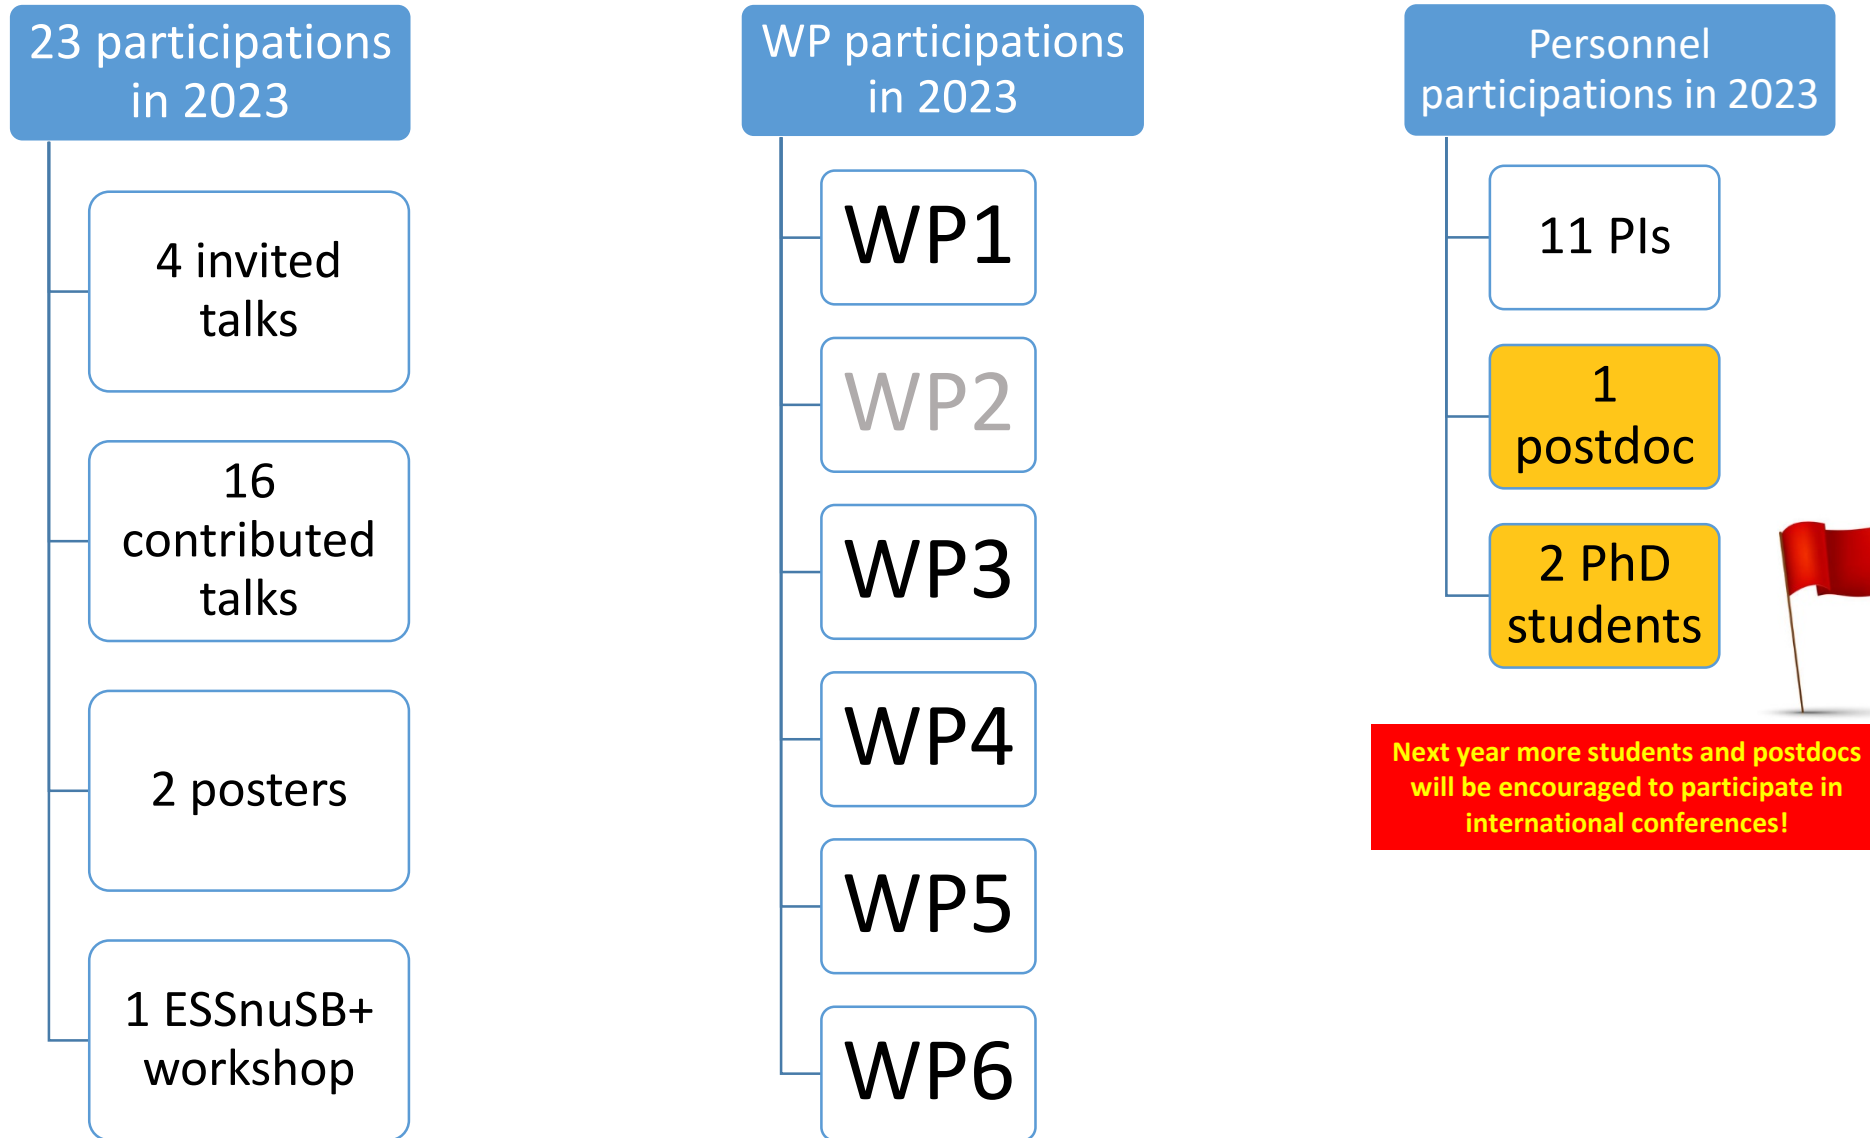 23 participations
in 2023
4 invited
talks
16
contributed
talks
2 posters
1 ESSnuSB+
workshop
WP participations
in 2023
WP1
WP2
WP3
WP4
WP5
WP6
Personnel
participations in 2023
11 PIs
1
postdoc
2 PhD
students
Next year more students and postdocs
will be encouraged to participate in
international conferences!